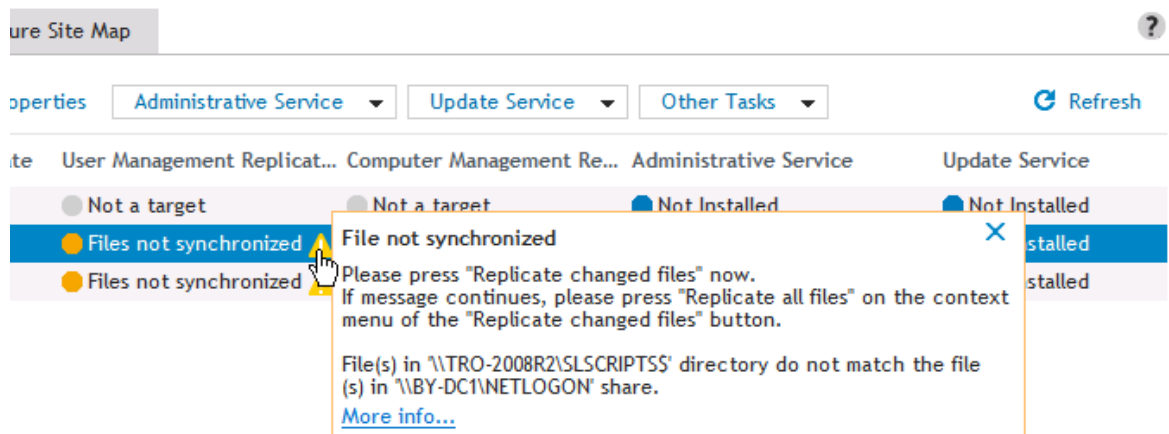 ure Site Map
?
operties Administrative Service Update Service Other Tasks Refresh
te User Management Replicat... Computer Management Re... Administrative Service Update Service
Not a target Not a target Not Installed Not Installed
Files not synchronized stalled
Files not synchronized stalled
File not synchronized
Please press "Replicate changed files" now.
If message continues, please press "Replicate all files" on the context
menu of the "Replicate changed files" button.
File(s) in '\\TRO-2008R2\SLSCRIPTS$' directory do not match the file
(s) in '\\BY-DC1\NETLOGON' share.
More info...